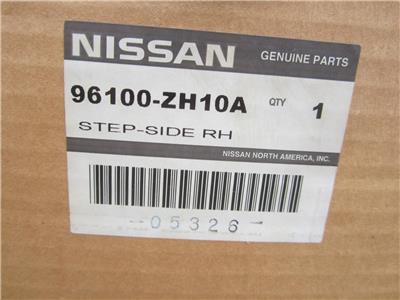 NISSAN GENUINE PARTS
96100-ZH10A QTY 1
STEP-SIDE RH
NISSAN NORTH AMERICA, INC.
-05326-